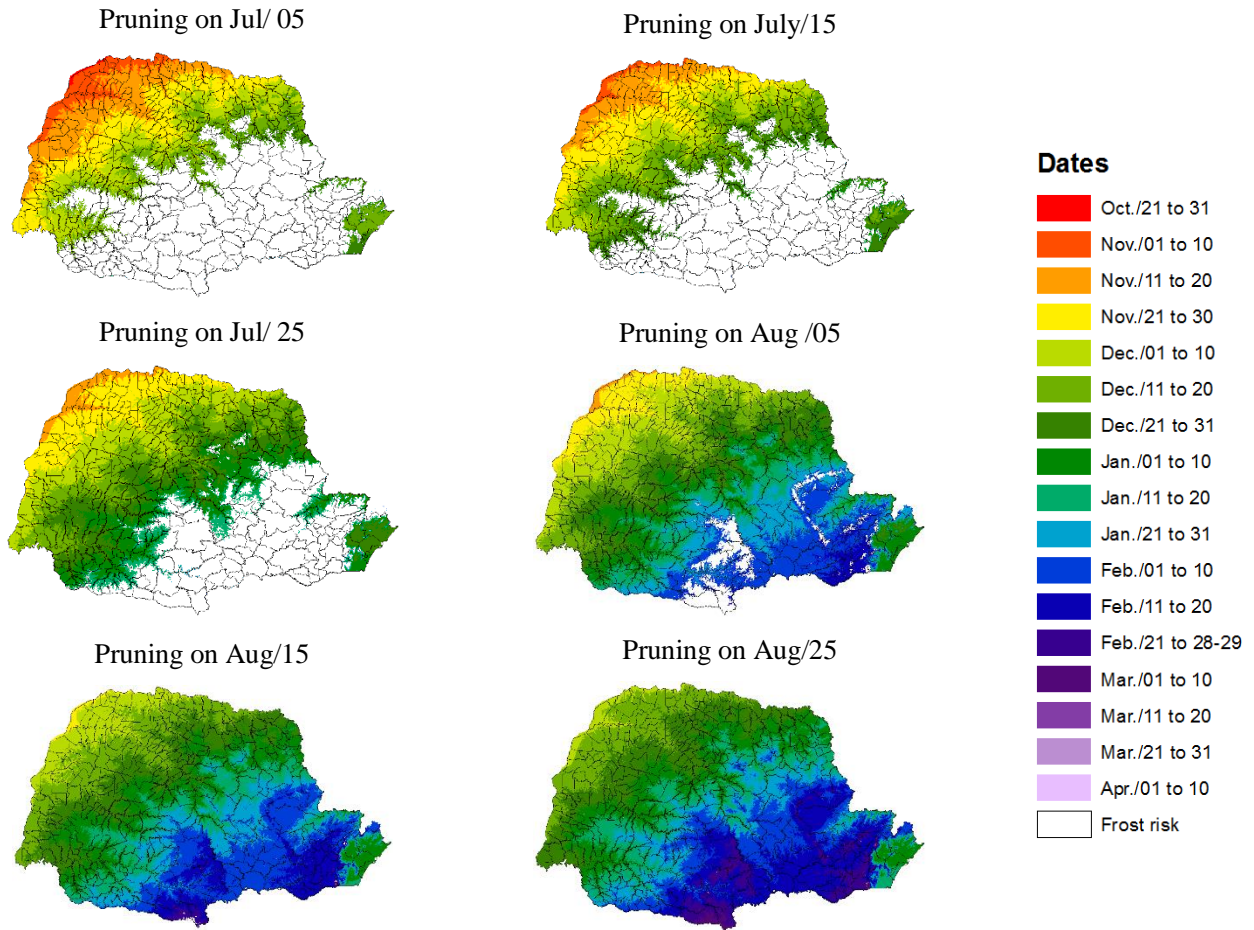 Pruning on Jul/ 05
Pruning on July/15
Pruning on Jul/ 25
Pruning on Aug /05
Pruning on Aug/15
Pruning on Aug/25
Dates
Oct./21 to 31
Nov./01 to 10
Nov./11 to 20
Nov./21 to 30
Dec./01 to 10
Dec./11 to 20
Dec./21 to 31
Jan./01 to 10
Jan./11 to 20
Jan./21 to 31
Feb./01 to 10
Feb./11 to 20
Feb./21 to 28-29
Mar./01 to 10
Mar./11 to 20
Mar./21 to 31
Apr./01 to 10
Frost risk